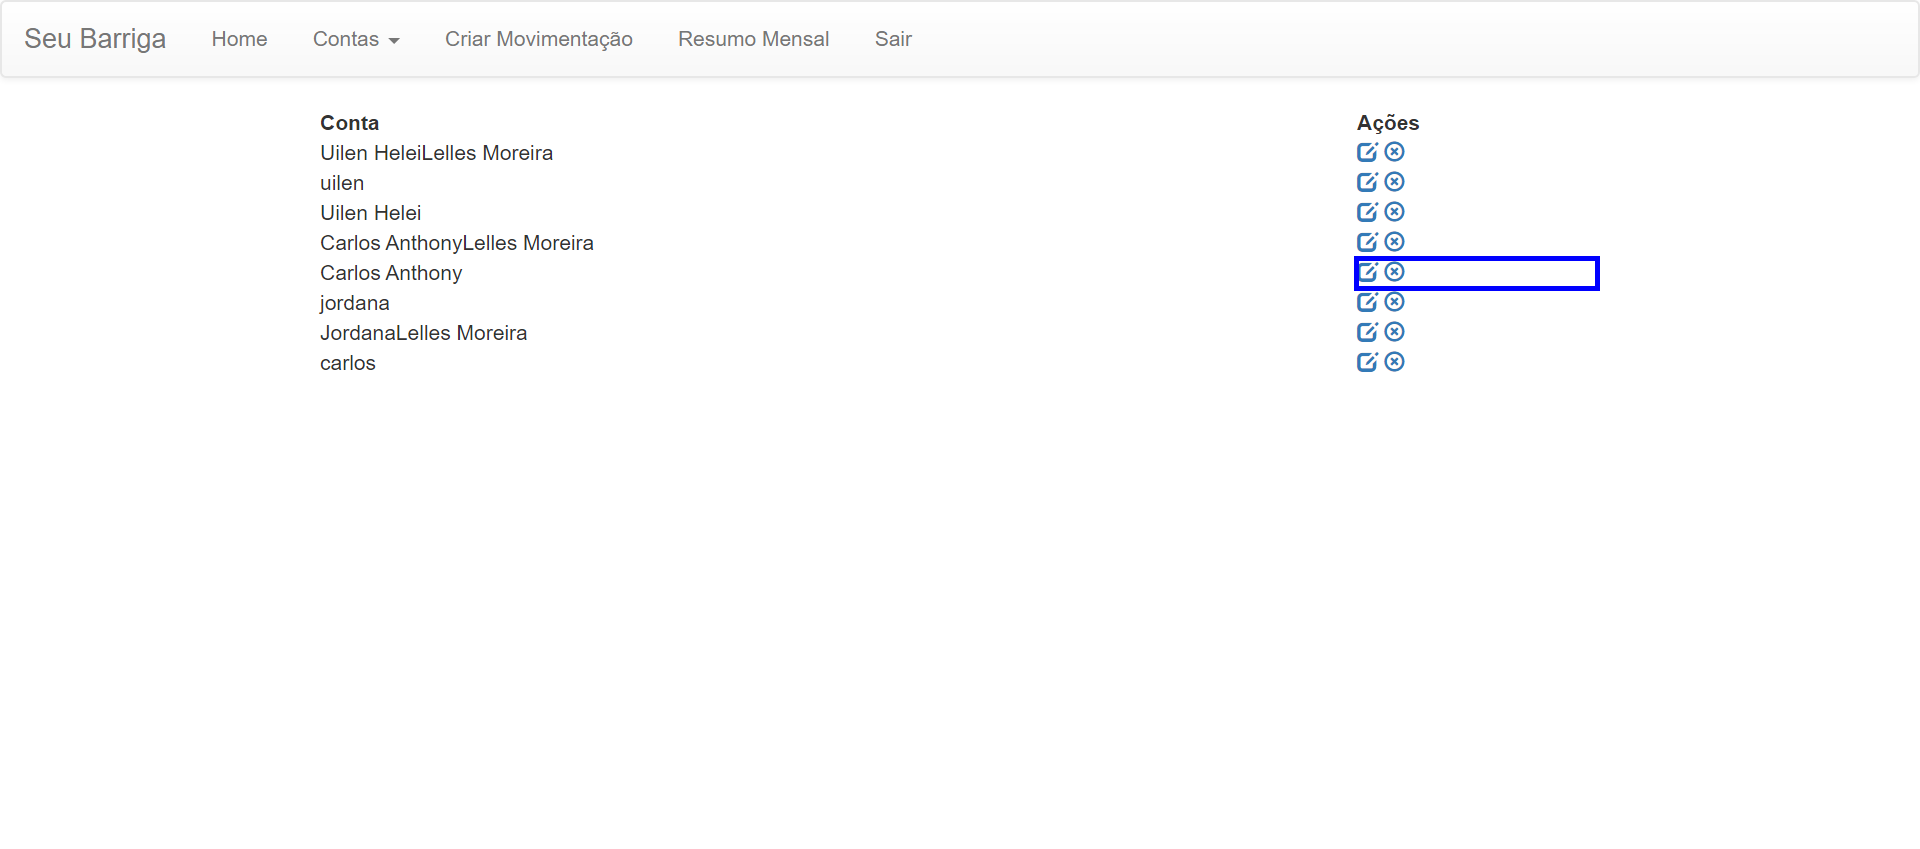 Seu Barriga Home Contas Criar Movimentação Resumo Mensal Sair
Conta Ações
Uilen HeleiLelles Moreira
uilen
Uilen Helei
Carlos AnthonyLelles Moreira
Carlos Anthony
jordana
JordanaLelles Moreira
carlos